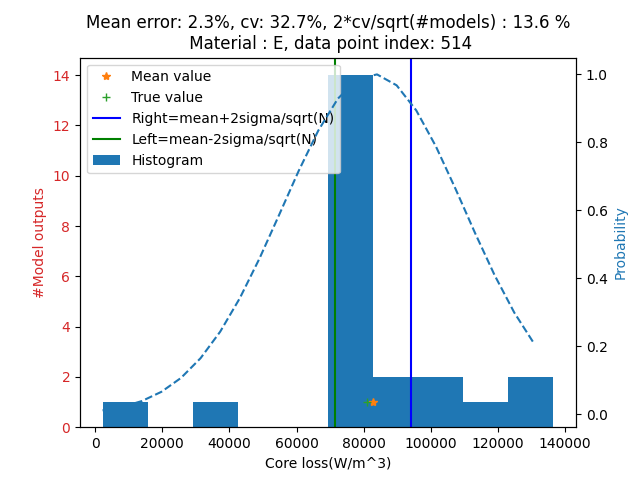 Mean error: 2.3%, cv: 32.7%, 2*cv/sqrt(#models) : 13.6 %
Material : E, data point index: 514
Mean value
True value
Right=mean+2sigma/sqrt(N)
Left=mean-2sigma/sqrt(N)
Histogram
#Model outputs
14
12
10
8
6
4
2
0
1.0
0.8
0.6
0.4
0.2
0.0
Probability
0 20000 40000 60000 80000 100000 120000 140000
Core loss(W/m^3)